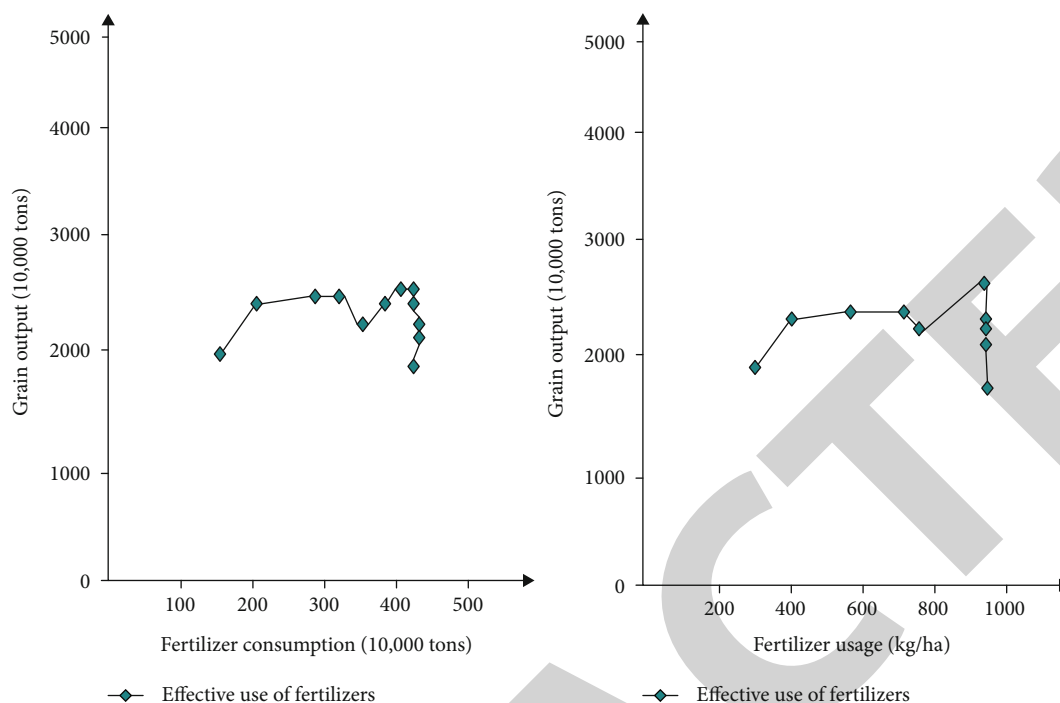 5000
4000
3000
2000
1000
0
100 200 300 400 500
Grain output (10,000 tons)
Fertilizer consumption (10,000 tons)
Effective use of fertilizers
5000
4000
3000
2000
1000
0
200 400 600 800 1000
Grain output (10,000 tons)
Fertilizer usage (kg/ha)
Effective use of fertilizers